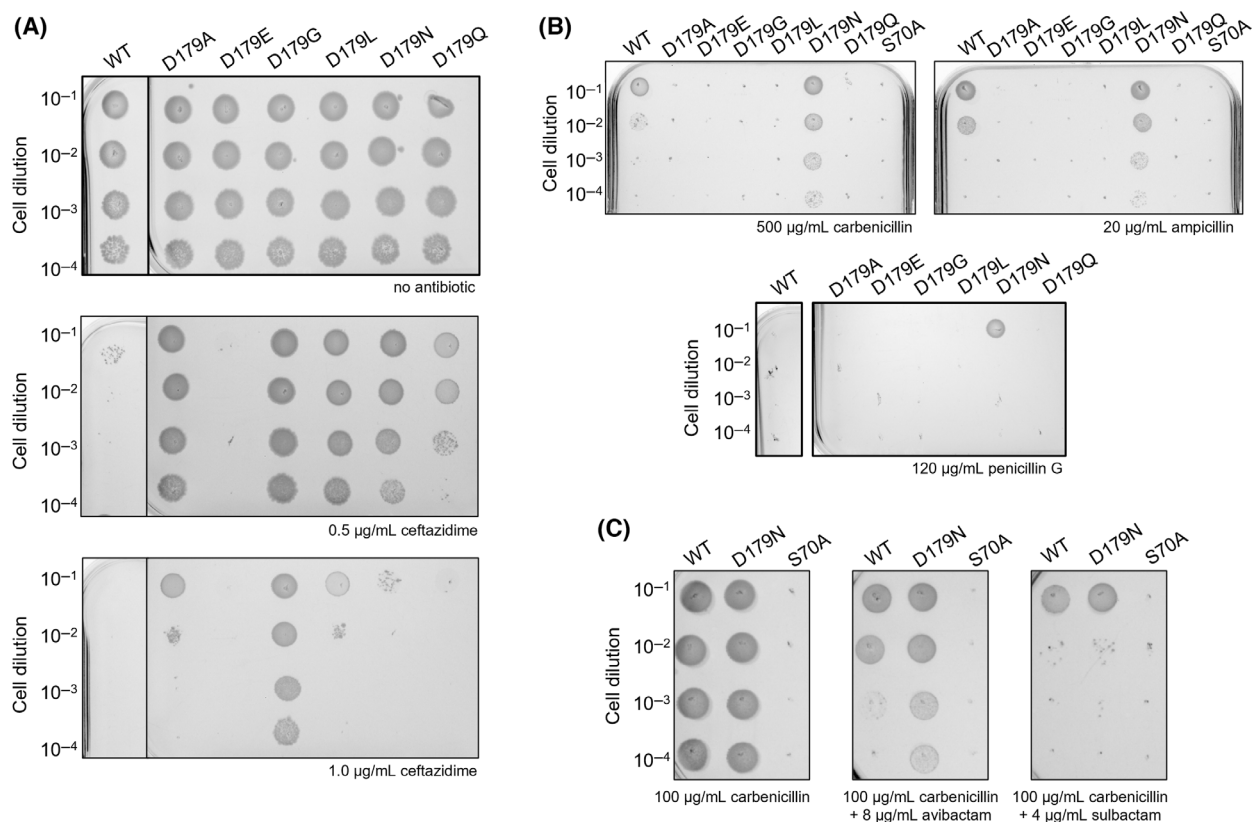 (A)
WT D179A D179E D179G D179L D179N D179Q
Cell dilution
10–1
10–2
10–3
10–4
no antibiotic
Cell dilution
10–1
10–2
10–3
10–4
0.5 µg/mL ceftazidime
Cell dilution
10–1
10–2
10–3
10–4
1.0 µg/mL ceftazidime
(B)
WT D179A D179E D179G D179L D179N D179Q S70A
Cell dilution
10–1
10–2
10–3
10–4
500 µg/mL carbenicillin
WT D179A D179E D179G D179L D179N D179Q S70A
20 µg/mL ampicillin
WT D179A D179E D179G D179L D179N D179Q
Cell dilution
10–1
10–2
10–3
10–4
120 µg/mL penicillin G
(C)
WT D179N S70A
Cell dilution
10–1
10–2
10–3
10–4
100 µg/mL carbenicillin
WT D179N S70A
100 µg/mL carbenicillin
+ 8 µg/mL avibactam
WT D179N S70A
100 µg/mL carbenicillin
+ 4 µg/mL sulbactam